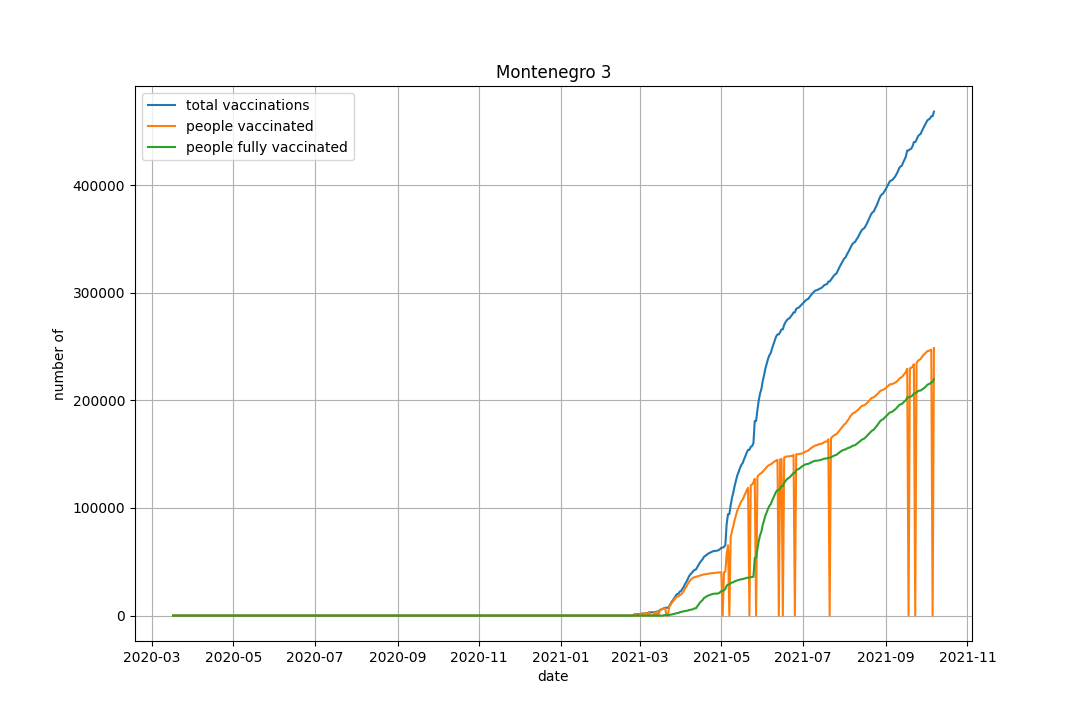 Montenegro 3
total vaccinations
people vaccinated
people fully vaccinated
number of
400000
300000
200000
100000
0
2020-03 2020-05 2020-07 2020-09 2020-11 2021-01 2021-03 2021-05 2021-07 2021-09 2021-11
date